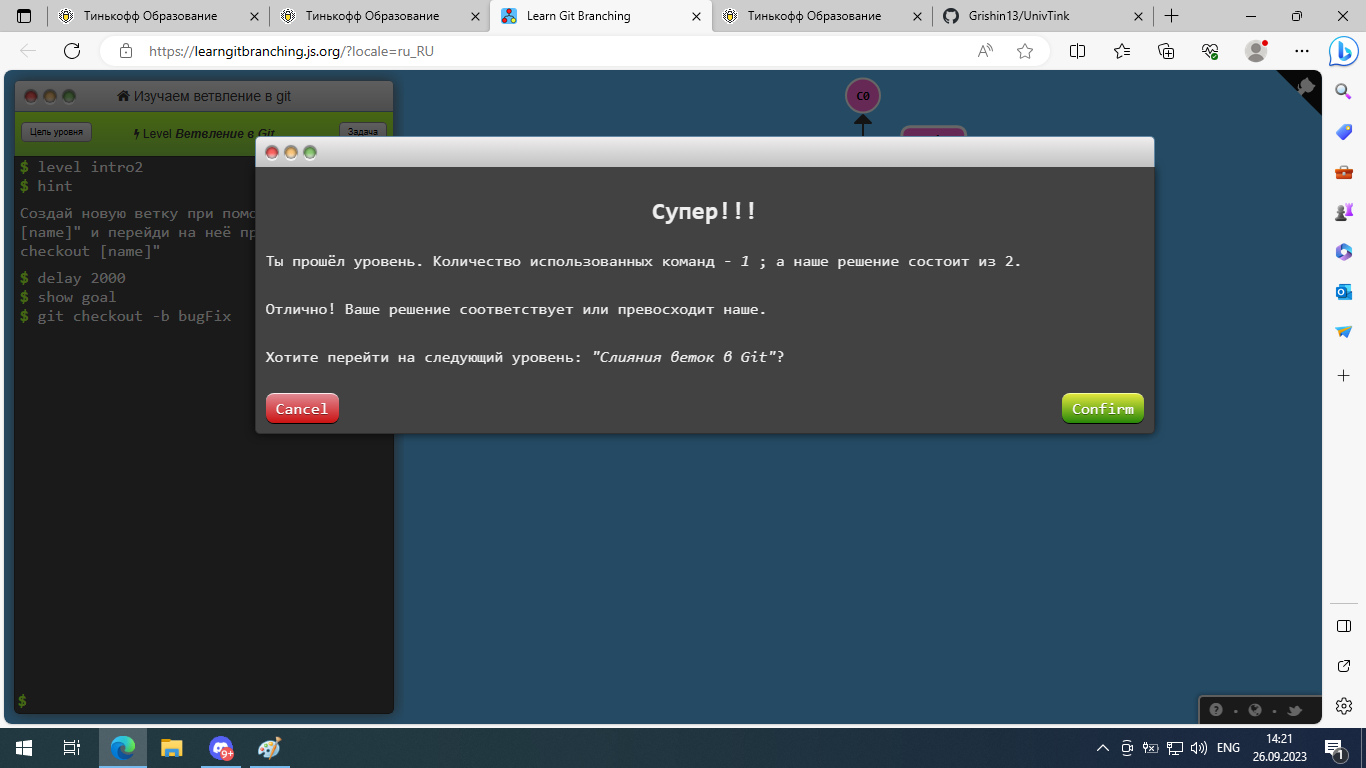 Тинькофф Образование
Тинькофф Образование
Learn Git Branching
Тинькофф Образование
Grishin13/UnivTink
https://learngitbranching.js.org/?locale=ru_RU
Изучаем ветвление в git
Цель уровня
Level Ветвление в Git
Задача
$ level intro2
$ hint
Создай новую ветку при
[name]" и перейди на неё
checkout [name]"
$ delay 2000
$ show goal
$ git checkout -b bugFix
$
C0
Супер!!!
Ты прошёл уровень. Количество использованных команд - 1 ; а наше решение состоит из 2.
Отлично! Ваше решение соответствует или превосходит наше.
Хотите перейти на следующий уровень: "Слияния веток в Git"?
Cancel
Confirm
9+
ENG
14:21
26.09.2023
1